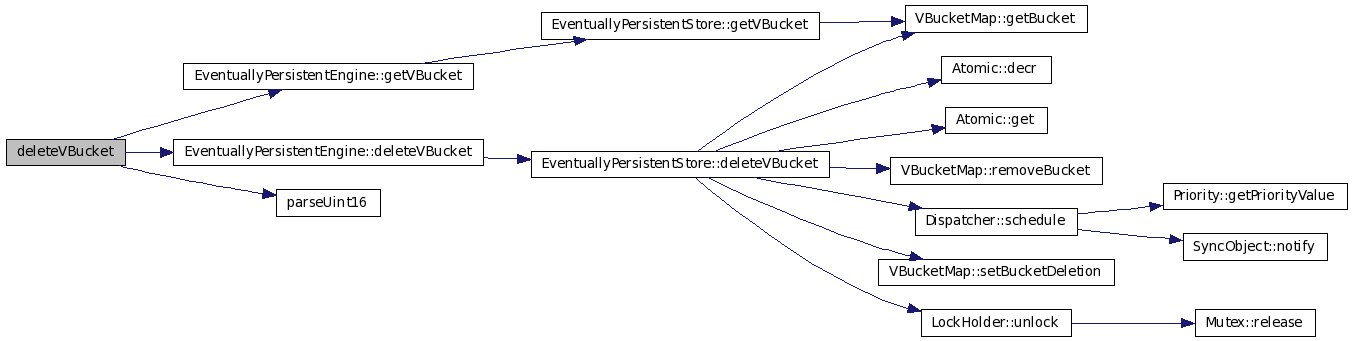 deleteVBucket
EventuallyPersistentEngine::getVBucket
EventuallyPersistentEngine::deleteVBucket
parseUint16
EventuallyPersistentStore::getVBucket
EventuallyPersistentStore::deleteVBucket
VBucketMap::getBucket
Atomic::decr
Atomic::get
VBucketMap::removeBucket
Dispatcher::schedule
VBucketMap::setBucketDeletion
LockHolder::unlock
Priority::getPriorityValue
SyncObject::notify
Mutex::release